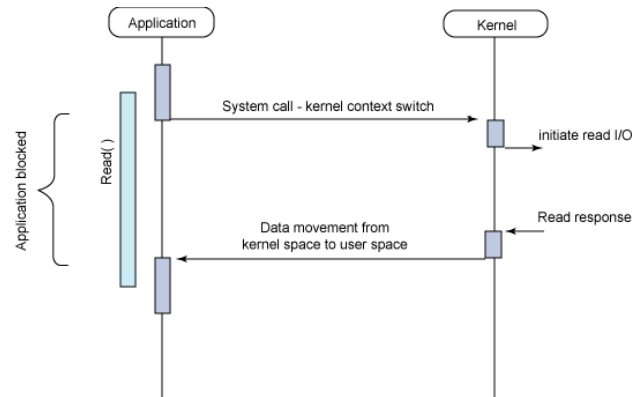 Application
Kernel
System call - kernel context switch
initiate read I/O
Application blocked
Read( )
Read response
Data movement from
kernel space to user space